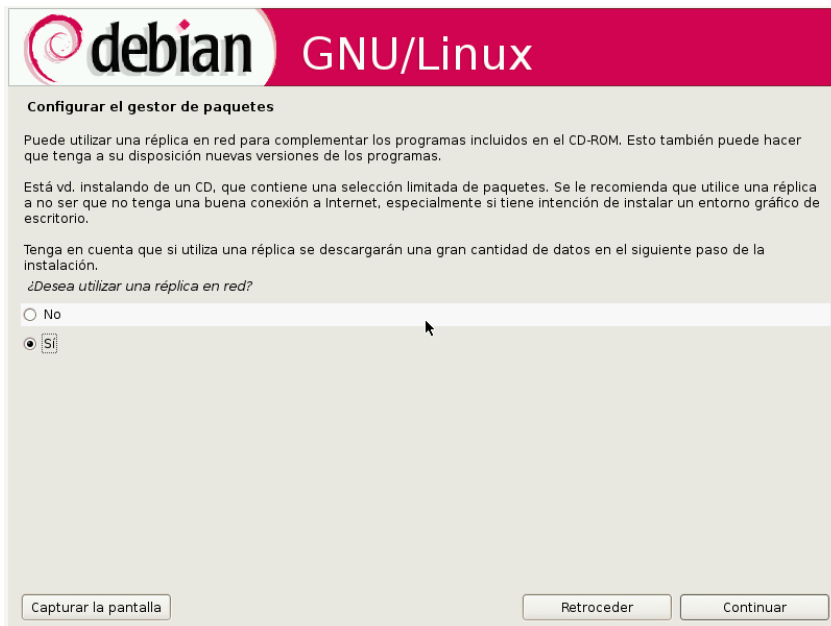 debian GNU/Linux
Configurar el gestor de paquetes
Puede utilizar una réplica en red para complementar los programas incluidos en el CD-ROM. Esto también puede hacer
que tenga a su disposición nuevas versiones de los programas.
Está vd. instalando de un CD, que contiene una selección limitada de paquetes. Se le recomienda que utilice una réplica
a no ser que no tenga una buena conexión a Internet, especialmente si tiene intención de instalar un entorno gráfico de
escritorio.
Tenga en cuenta que si utiliza una réplica se descargarán una gran cantidad de datos en el siguiente paso de la
instalación.
¿Desea utilizar una réplica en red?
No
Sí
Capturar la pantalla Retroceder Continuar